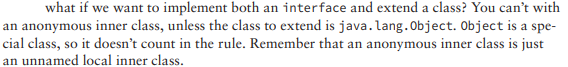 what if we want to implement both an interface and extend a class? You can't with
an anonymous inner class, unless the class to extend is java.lang.Object. Object is a spe-
cial class, so it doesn't count in the rule. Remember that an anonymous inner class is just
an unnamed local inner class.